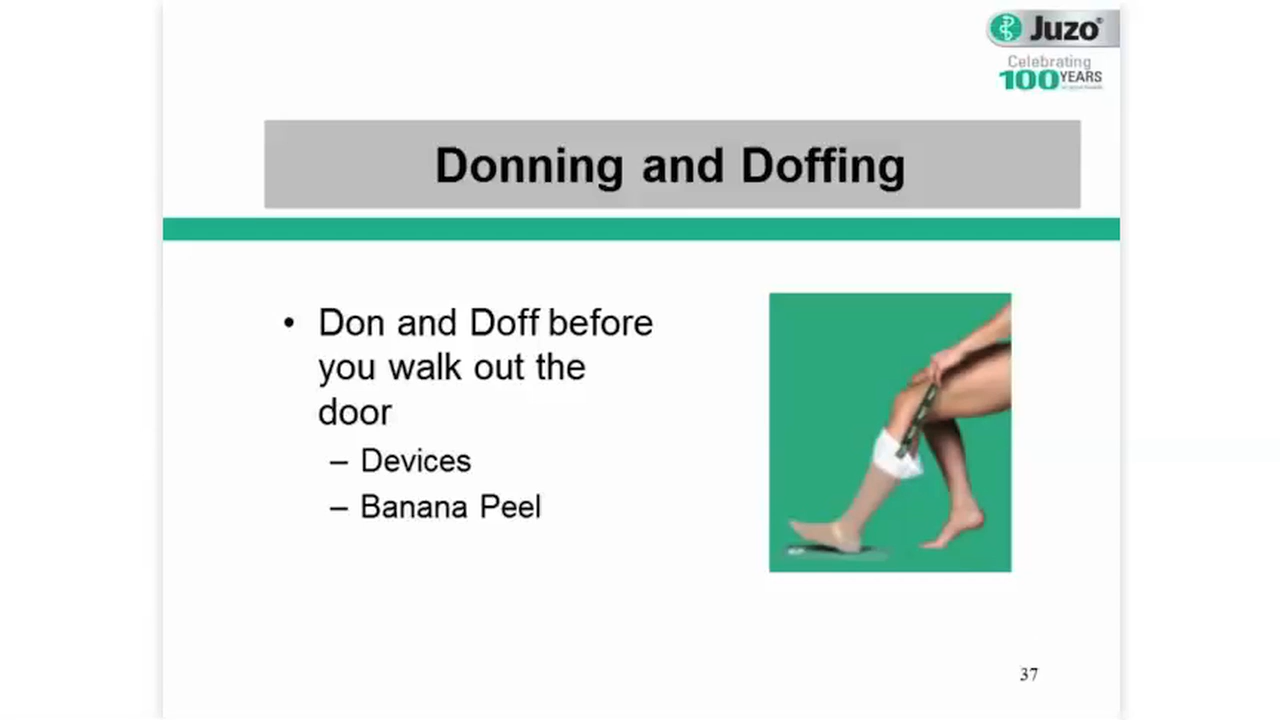 Juzo®
Celebrating
100 YEARS
Donning and Doffing
• Don and Doff before
you walk out the
door
– Devices
– Banana Peel
37